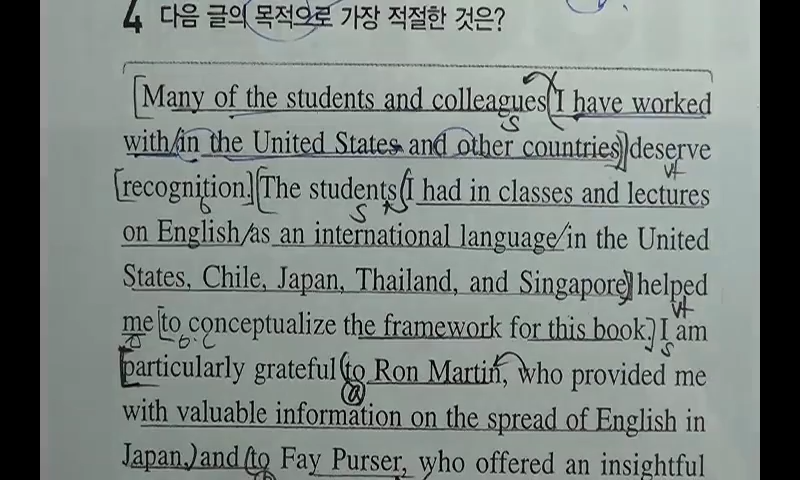 4 다음 글의 목적으로 가장 적절한 것은?
Many of the students and colleagues I have worked
with in the United States and other countries deserve
recognition. The students I had in classes and lectures
on English as an international language in the United
States, Chile, Japan, Thailand, and Singapore helped
me to conceptualize the framework for this book. I am
particularly grateful to Ron Martin, who provided me
with valuable information on the spread of English in
Japan, and to Fay Purser, who offered an insightful